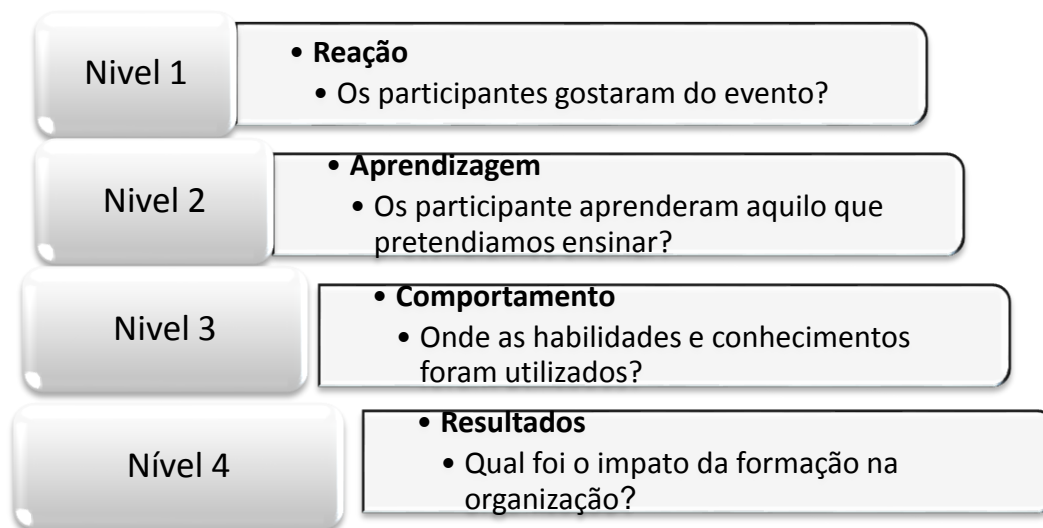 Nivel 1
• Reação
• Os participantes gostaram do evento?
Nivel 2
• Aprendizagem
• Os participante aprenderam aquilo que
pretendiamos ensinar?
Nivel 3
• Comportamento
• Onde as habilidades e conhecimentos
foram utilizados?
Nível 4
• Resultados
• Qual foi o impato da formação na
organização?